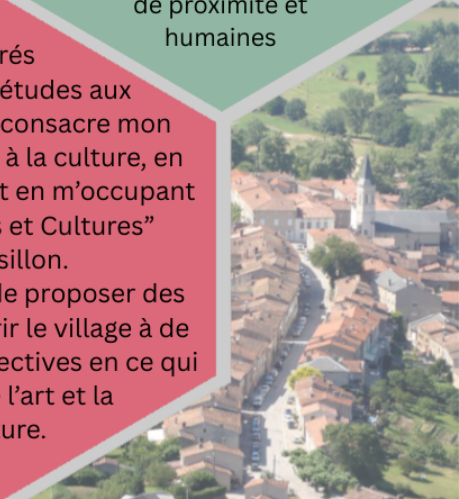 de proximité et
humaines
rés
études aux
consacre mon
à la culture, en
t en m’occupant
s et Cultures”
sillon.
de proposer des
rir le village à de
ectives en ce qui
l’art et la
ure.